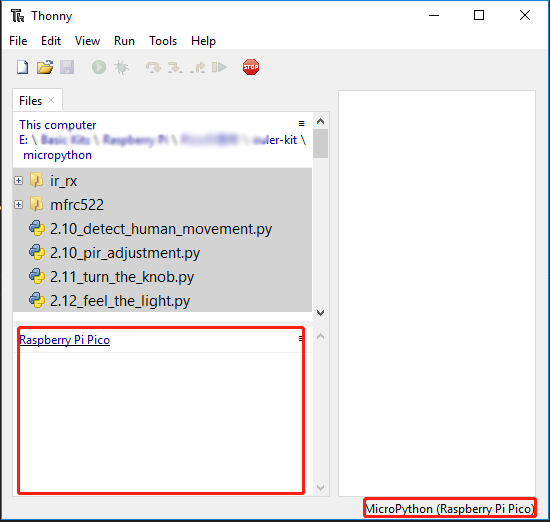 Thonny
File Edit View Run Tools Help
STOP
Files
This computer
E: \ Basic Kits \ Raspberry Pi \ euler-kit \
micropython
ir_rx
mfrc522
2.10_detect_human_movement.py
2.10_pir_adjustment.py
2.11_turn_the_knob.py
2.12_feel_the_light.py
Raspberry Pi Pico
MicroPython (Raspberry Pi Pico)